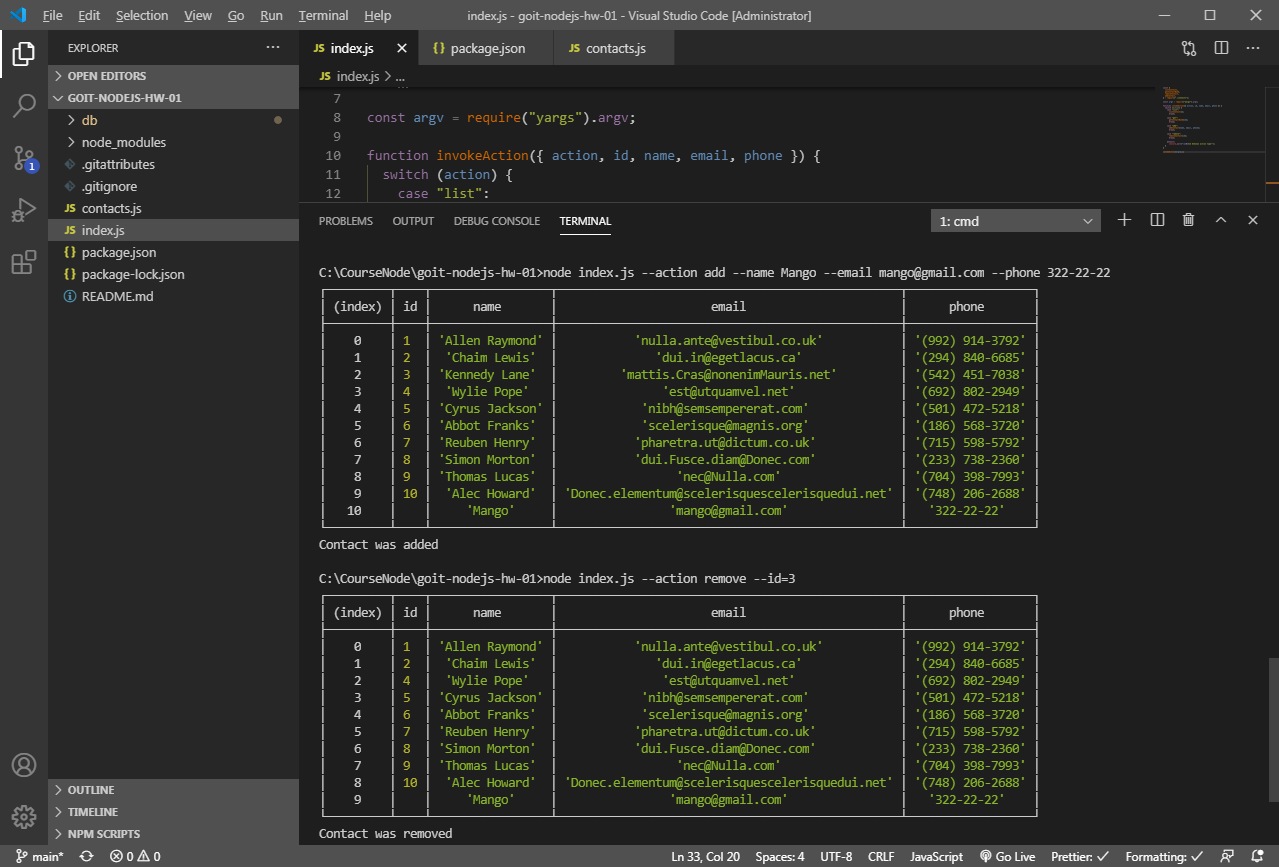 File Edit Selection View Go Run Terminal Help index.js - goit-nodejs-hw-01 - Visual Studio Code [Administrator]
EXPLORER ···
OPEN EDITORS
GOIT-NODEJS-HW-01
db
node_modules
.gitattributes
.gitignore
JS contacts.js
JS index.js
{} package.json
{} package-lock.json
README.md
OUTLINE
TIMELINE
NPM SCRIPTS
1
JS index.js {} package.json JS contacts.js
JS index.js > ...
7
8 const argv = require("yargs").argv;
9
10 function invokeAction({ action, id, name, email, phone }) {
11 switch (action) {
12 case "list":
PROBLEMS OUTPUT DEBUG CONSOLE TERMINAL 1: cmd
C:\CourseNode\goit-nodejs-hw-01>node index.js --action add --name Mango --email mango@gmail.com --phone 322-22-22
(index) id name email phone
0 1 'Allen Raymond' 'nulla.ante@vestibul.co.uk' '(992) 914-3792'
1 2 'Chaim Lewis' 'dui.in@egetlacus.ca' '(294) 840-6685'
2 3 'Kennedy Lane' 'mattis.Cras@nonenimMauris.net' '(542) 451-7038'
3 4 'Wylie Pope' 'est@utquamvel.net' '(692) 802-2949'
4 5 'Cyrus Jackson' 'nibh@semsempererat.com' '(501) 472-5218'
5 6 'Abbot Franks' 'scelerisque@magnis.org' '(186) 568-3720'
6 7 'Reuben Henry' 'pharetra.ut@dictum.co.uk' '(715) 598-5792'
7 8 'Simon Morton' 'dui.Fusce.diam@Donec.com' '(233) 738-2360'
8 9 'Thomas Lucas' 'nec@Nulla.com' '(704) 398-7993'
9 10 'Alec Howard' 'Donec.elementum@scelerisquescelerisquedui.net' '(748) 206-2688'
10 'Mango' 'mango@gmail.com' '322-22-22'
Contact was added
C:\CourseNode\goit-nodejs-hw-01>node index.js --action remove --id=3
(index) id name email phone
0 1 'Allen Raymond' 'nulla.ante@vestibul.co.uk' '(992) 914-3792'
1 2 'Chaim Lewis' 'dui.in@egetlacus.ca' '(294) 840-6685'
2 4 'Wylie Pope' 'est@utquamvel.net' '(692) 802-2949'
3 5 'Cyrus Jackson' 'nibh@semsempererat.com' '(501) 472-5218'
4 6 'Abbot Franks' 'scelerisque@magnis.org' '(186) 568-3720'
5 7 'Reuben Henry' 'pharetra.ut@dictum.co.uk' '(715) 598-5792'
6 8 'Simon Morton' 'dui.Fusce.diam@Donec.com' '(233) 738-2360'
7 9 'Thomas Lucas' 'nec@Nulla.com' '(704) 398-7993'
8 10 'Alec Howard' 'Donec.elementum@scelerisquescelerisquedui.net' '(748) 206-2688'
9 'Mango' 'mango@gmail.com' '322-22-22'
Contact was removed
main* 0 0 Ln 33, Col 20 Spaces: 4 UTF-8 CRLF JavaScript Go Live Prettier: ✓ Formatting: ✓